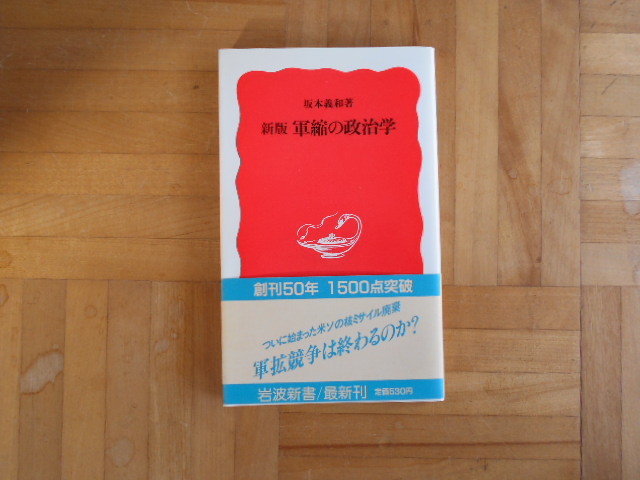 坂本義和著
新版 軍縮の政治学
創刊50年 1500点突破
ついに始まった米ソの核ミサイル廃棄
軍拡競争は終わるのか?
岩波新書/最新刊 定価530円